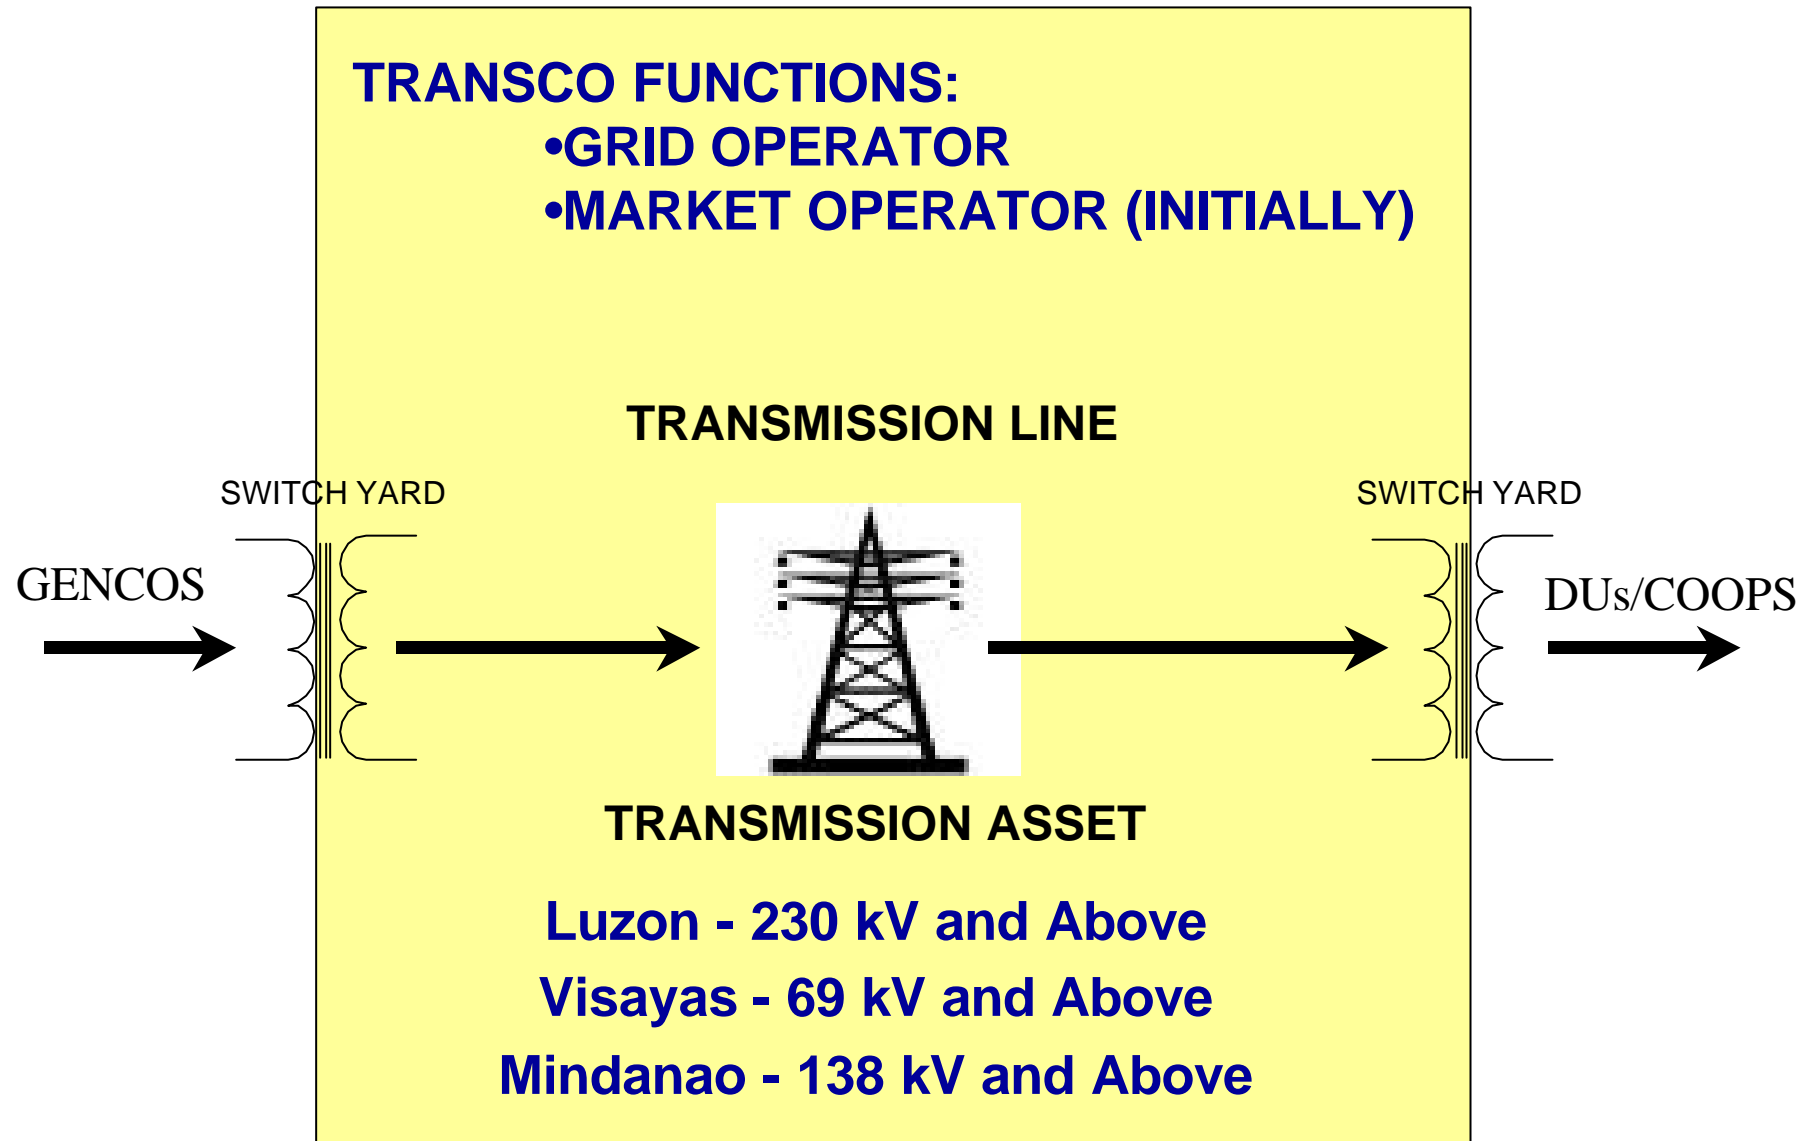 TRANSCO FUNCTIONS:
•GRID OPERATOR
•MARKET OPERATOR (INITIALLY)
TRANSMISSION LINE
SWITCH YARD
SWITCH YARD
GENCOS
DUs/COOPS
TRANSMISSION ASSET
Luzon - 230 kV and Above
Visayas - 69 kV and Above
Mindanao - 138 kV and Above